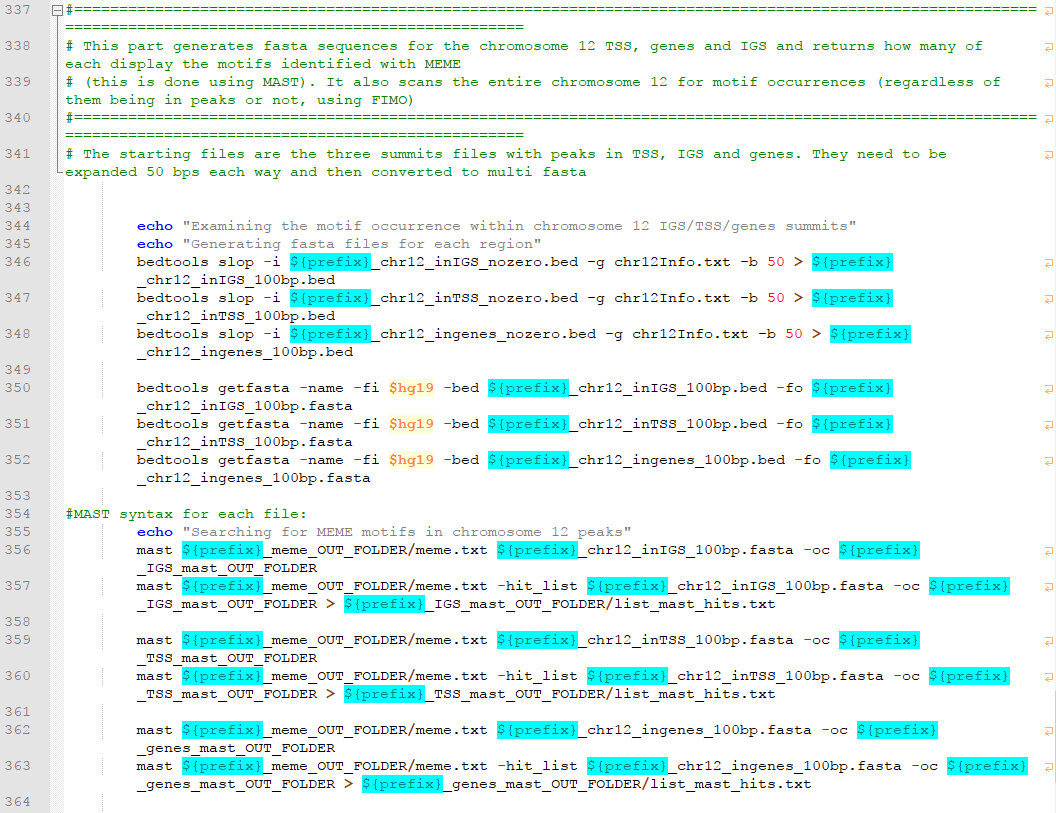 337 #===========================================================================================================
===================================================
338 # This part generates fasta sequences for the chromosome 12 TSS, genes and IGS and returns how many of
each display the motifs identified with MEME
339 # (this is done using MAST). It also scans the entire chromosome 12 for motif occurrences (regardless of
them being in peaks or not, using FIMO)
340 #===========================================================================================================
===================================================
341 # The starting files are the three summits files with peaks in TSS, IGS and genes. They need to be
expanded 50 bps each way and then converted to multi fasta
342
343
344 echo "Examining the motif occurrence within chromosome 12 IGS/TSS/genes summits"
345 echo "Generating fasta files for each region"
346 bedtools slop -i ${prefix}_chr12_inIGS_nozero.bed -g chr12Info.txt -b 50 > ${prefix}
_chr12_inIGS_100bp.bed
347 bedtools slop -i ${prefix}_chr12_inTSS_nozero.bed -g chr12Info.txt -b 50 > ${prefix}
_chr12_inTSS_100bp.bed
348 bedtools slop -i ${prefix}_chr12_ingenes_nozero.bed -g chr12Info.txt -b 50 > ${prefix}
_chr12_ingenes_100bp.bed
349
350 bedtools getfasta -name -fi $hg19 -bed ${prefix}_chr12_inIGS_100bp.bed -fo ${prefix}
_chr12_inIGS_100bp.fasta
351 bedtools getfasta -name -fi $hg19 -bed ${prefix}_chr12_inTSS_100bp.bed -fo ${prefix}
_chr12_inTSS_100bp.fasta
352 bedtools getfasta -name -fi $hg19 -bed ${prefix}_chr12_ingenes_100bp.bed -fo ${prefix}
_chr12_ingenes_100bp.fasta
353
354 #MAST syntax for each file:
355 echo "Searching for MEME motifs in chromosome 12 peaks"
356 mast ${prefix}_meme_OUT_FOLDER/meme.txt ${prefix}_chr12_inIGS_100bp.fasta -oc ${prefix}
_IGS_mast_OUT_FOLDER
357 mast ${prefix}_meme_OUT_FOLDER/meme.txt -hit_list ${prefix}_chr12_inIGS_100bp.fasta -oc ${prefix}
_IGS_mast_OUT_FOLDER > ${prefix}_IGS_mast_OUT_FOLDER/list_mast_hits.txt
358
359 mast ${prefix}_meme_OUT_FOLDER/meme.txt ${prefix}_chr12_inTSS_100bp.fasta -oc ${prefix}
_TSS_mast_OUT_FOLDER
360 mast ${prefix}_meme_OUT_FOLDER/meme.txt -hit_list ${prefix}_chr12_inTSS_100bp.fasta -oc ${prefix}
_TSS_mast_OUT_FOLDER > ${prefix}_TSS_mast_OUT_FOLDER/list_mast_hits.txt
361
362 mast ${prefix}_meme_OUT_FOLDER/meme.txt ${prefix}_chr12_ingenes_100bp.fasta -oc ${prefix}
_genes_mast_OUT_FOLDER
363 mast ${prefix}_meme_OUT_FOLDER/meme.txt -hit_list ${prefix}_chr12_ingenes_100bp.fasta -oc ${prefix}
_genes_mast_OUT_FOLDER > ${prefix}_genes_mast_OUT_FOLDER/list_mast_hits.txt
364